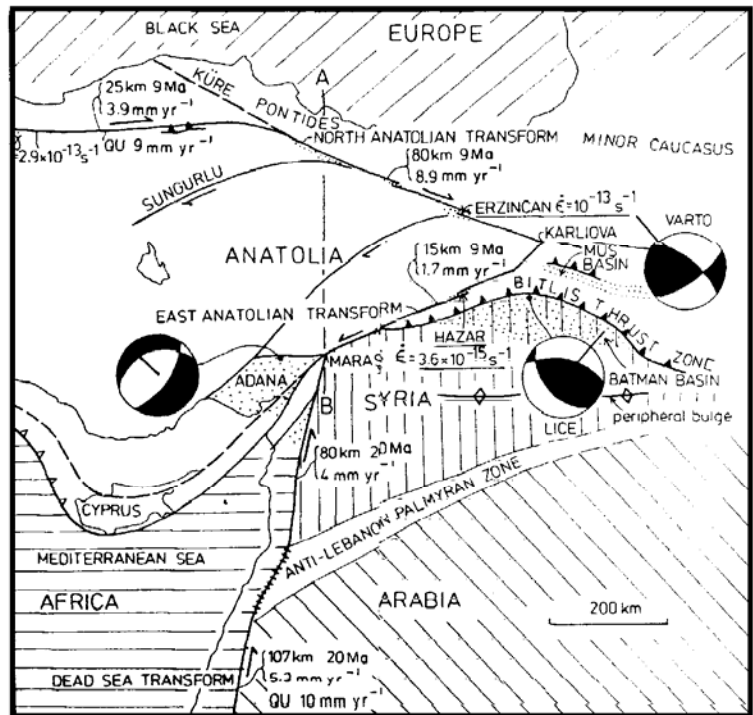 BLACK SEA
EUROPE
A
KÜRE
PONTIDES
25km 9Ma
3.9mm yr⁻¹
NORTH ANATOLIAN TRANSFORM
MINOR CAUCASUS
=2.9×10⁻¹³s⁻¹
QU 9mm yr⁻¹
80km 9Ma
8.9mm yr⁻¹
SUNGURLU
ERZINCAN ε̇=10⁻¹³s⁻¹
VARTO
KARLIOVA
ANATOLIA
MUS
BASIN
15km 9Ma
1.7mm yr⁻¹
BITLIS THRUST ZONE
EAST ANATOLIAN TRANSFORM
HAZAR
MARAŞ
ε̇=3.6×10⁻¹⁵s⁻¹
ADANA
BATMAN BASIN
B
SYRIA
peripheral bulge
LICE
80km 20Ma
4mm yr⁻¹
CYPRUS
ANTI-LEBANON PALMYRAN ZONE
MEDITERRANEAN SEA
AFRICA
ARABIA
200 km
107km 20Ma
DEAD SEA TRANSFORM
QU 10mm yr⁻¹